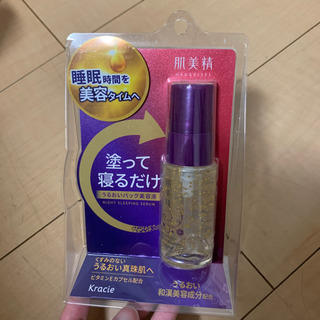 睡眠時間を
美容タイムへ
肌美精
HADABISEI
塗って
寝るだけ
うるおいパック美容液
NIGHT SLEEPING SERUM
くすみのない
うるおい真珠肌へ
ビタミンEカプセル配合
Kracie
うるおい
和漢美容成分配合